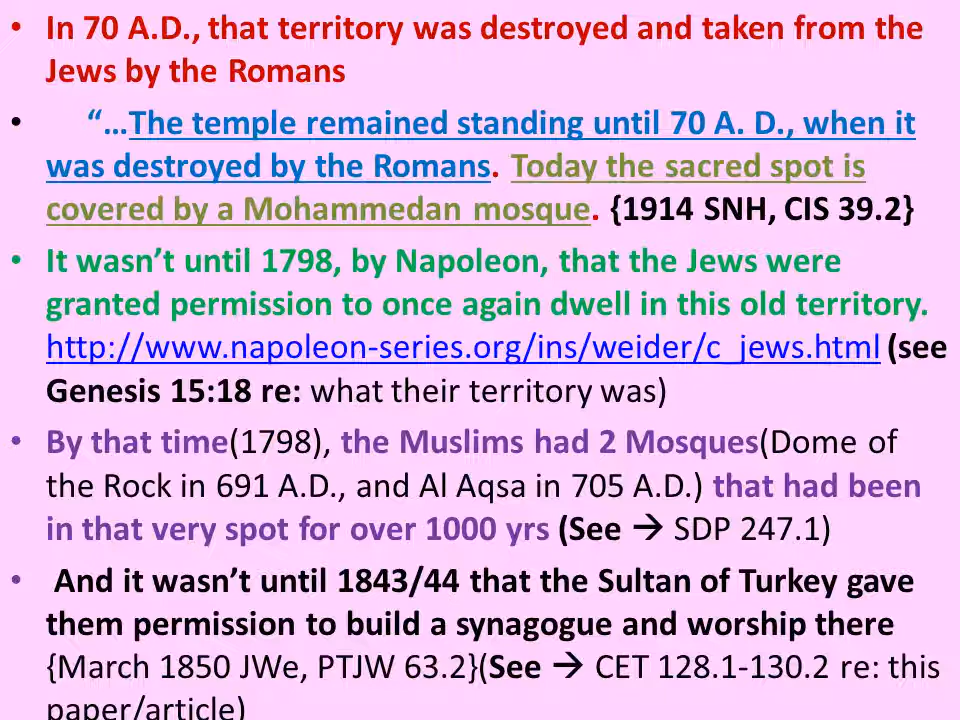 • In 70 A.D., that territory was destroyed and taken from the
Jews by the Romans
• “…The temple remained standing until 70 A. D., when it
was destroyed by the Romans. Today the sacred spot is
covered by a Mohammedan mosque. {1914 SNH, CIS 39.2}
• It wasn’t until 1798, by Napoleon, that the Jews were
granted permission to once again dwell in this old territory.
http://www.napoleon-series.org/ins/weider/c_jews.html (see
Genesis 15:18 re: what their territory was)
• By that time(1798), the Muslims had 2 Mosques(Dome of
the Rock in 691 A.D., and Al Aqsa in 705 A.D.) that had been
in that very spot for over 1000 yrs (See → SDP 247.1)
• And it wasn’t until 1843/44 that the Sultan of Turkey gave
them permission to build a synagogue and worship there
{March 1850 JWe, PTJW 63.2}(See → CET 128.1-130.2 re: this
paper/article)